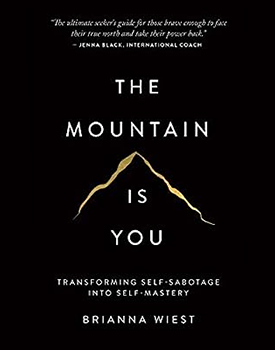 "The ultimate seeker's guide for those brave enough to face
their true north and take their power back."
– JENNA BLACK, INTERNATIONAL COACH
THE
MOUNTAIN
IS
YOU
TRANSFORMING SELF-SABOTAGE
INTO SELF-MASTERY
BRIANNA WIEST